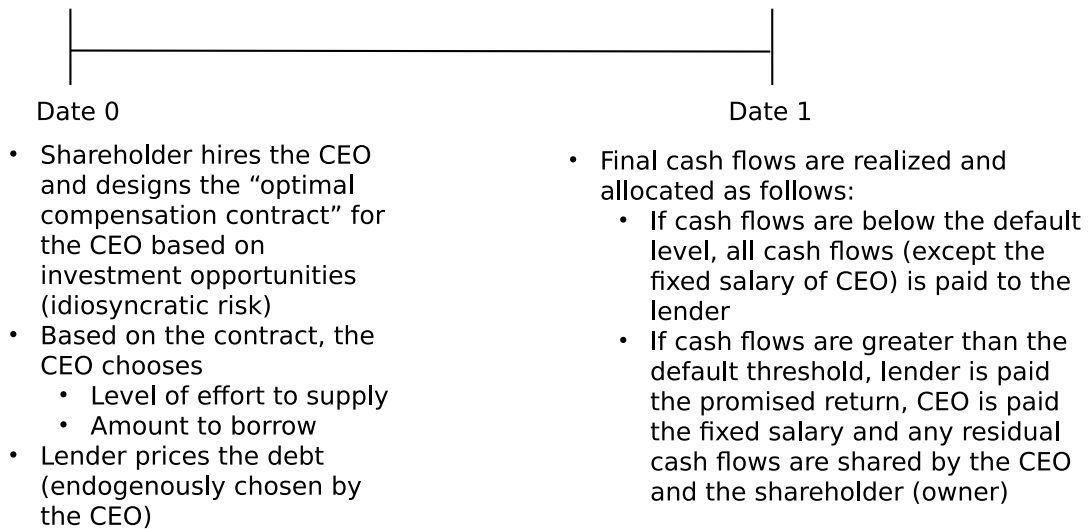 Date 0
• Shareholder hires the CEO
and designs the “optimal
compensation contract” for
the CEO based on
investment opportunities
(idiosyncratic risk)
• Based on the contract, the
CEO chooses
• Level of effort to supply
• Amount to borrow
• Lender prices the debt
(endogenously chosen by
the CEO)
Date 1
• Final cash flows are realized and
allocated as follows:
• If cash flows are below the default
level, all cash flows (except the
fixed salary of CEO) is paid to the
lender
• If cash flows are greater than the
default threshold, lender is paid
the promised return, CEO is paid
the fixed salary and any residual
cash flows are shared by the CEO
and the shareholder (owner)